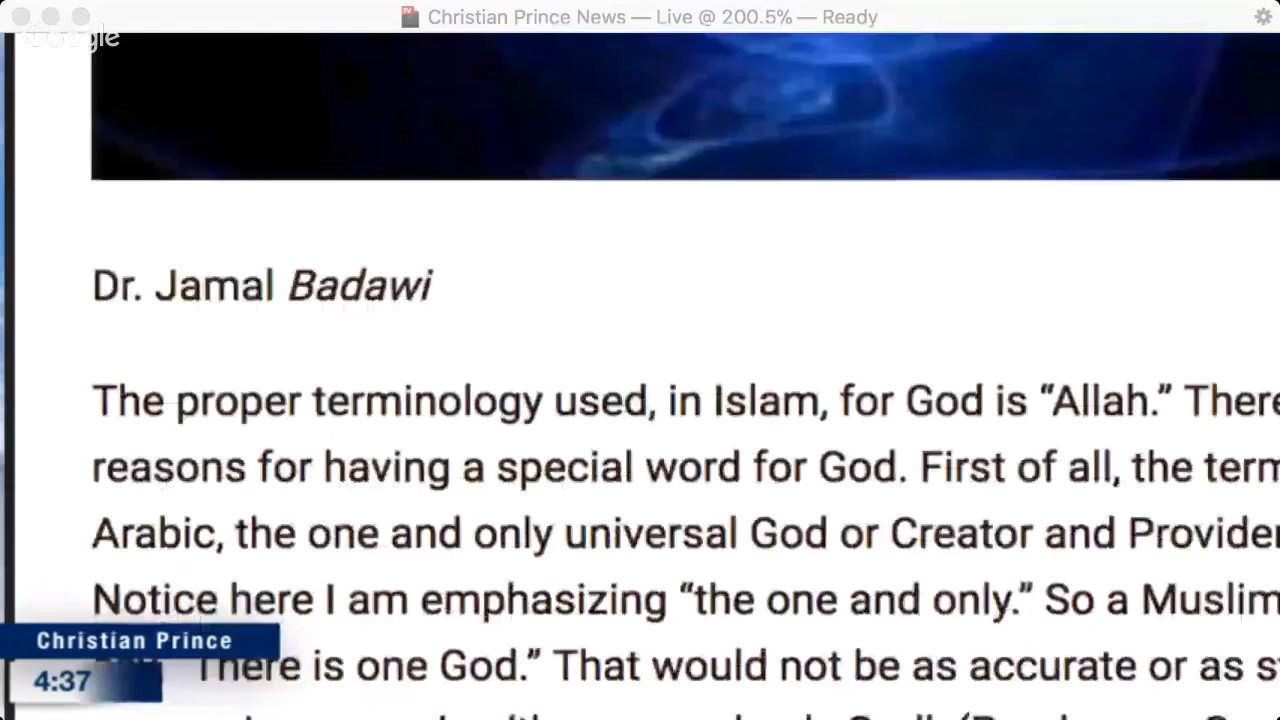 Christian Prince News — Live @ 200.5% — Ready
Google
Dr. Jamal Badawi
The proper terminology used, in Islam, for God is “Allah.” There
reasons for having a special word for God. First of all, the term
Arabic, the one and only universal God or Creator and Provider
Notice here I am emphasizing “the one and only.” So a Muslim
Christian Prince
There is one God.” That would not be as accurate or as
4:37